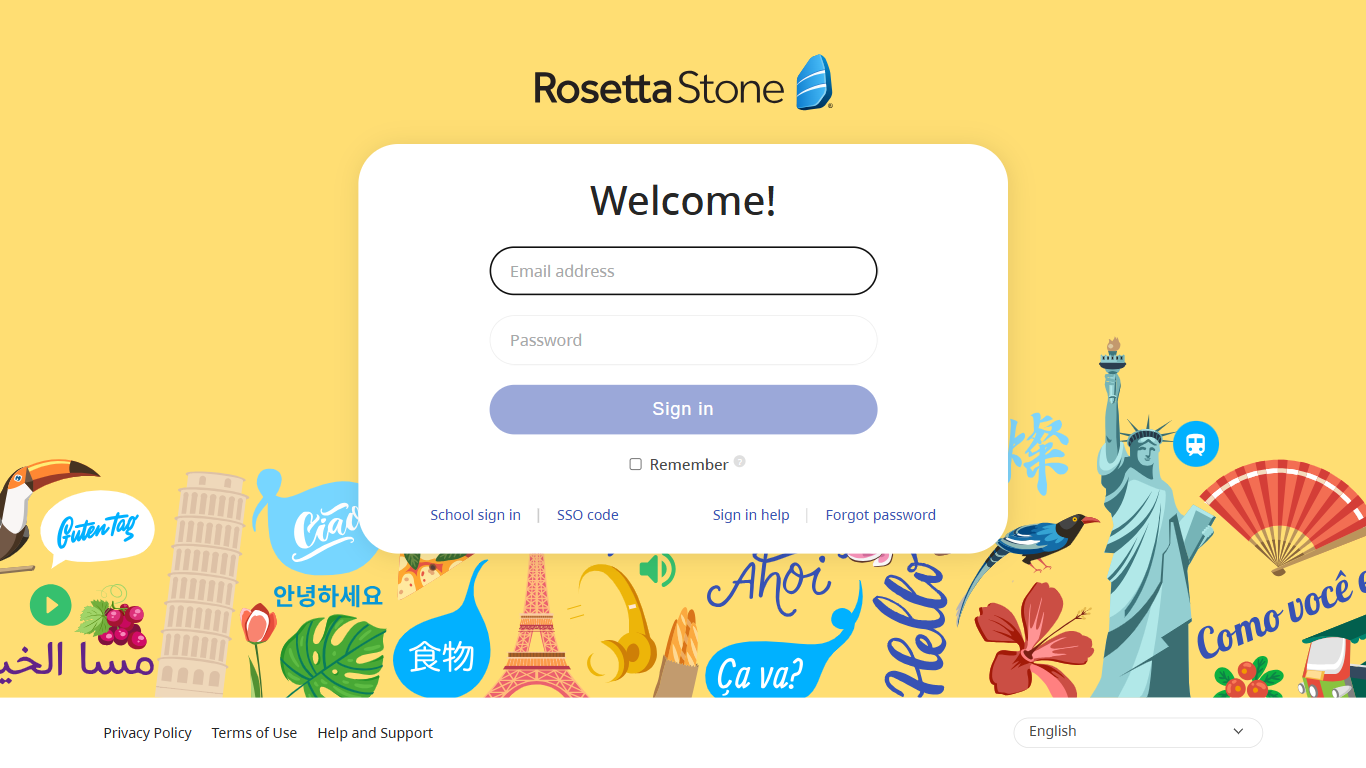 Rosetta Stone ®
Welcome!
Email address
Password
Sign in
Remember ?
School sign in | SSO code
Sign in help | Forgot password
燦
Guten Tag
Ciao
안녕하세요
مسا الخير
食物
Ahoi
Ça va?
Hello
Como você e
Privacy Policy
Terms of Use
Help and Support
English